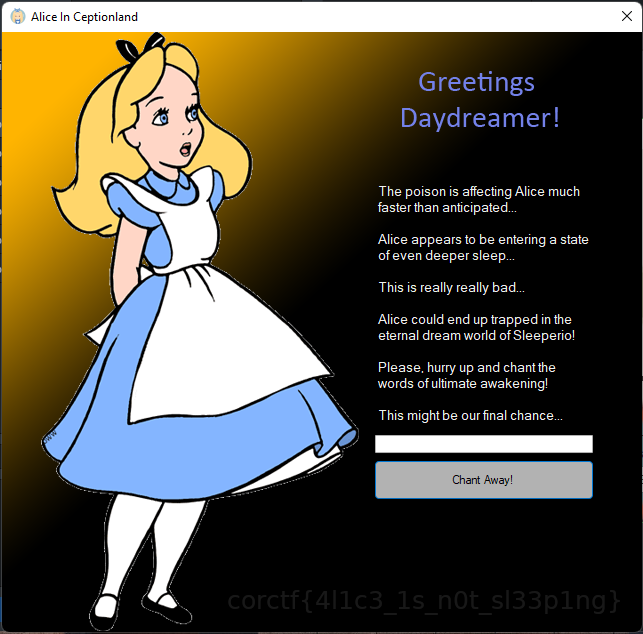 Alice In Ceptionland
Greetings
Daydreamer!
The poison is affecting Alice much
faster than anticipated...
Alice appears to be entering a state
of even deeper sleep...
This is really really bad...
Alice could end up trapped in the
eternal dream world of Sleeperio!
Please, hurry up and chant the
words of ultimate awakening!
This might be our final chance...
Chant Away!
corctf{4l1c3_1s_n0t_sl33p1ng}